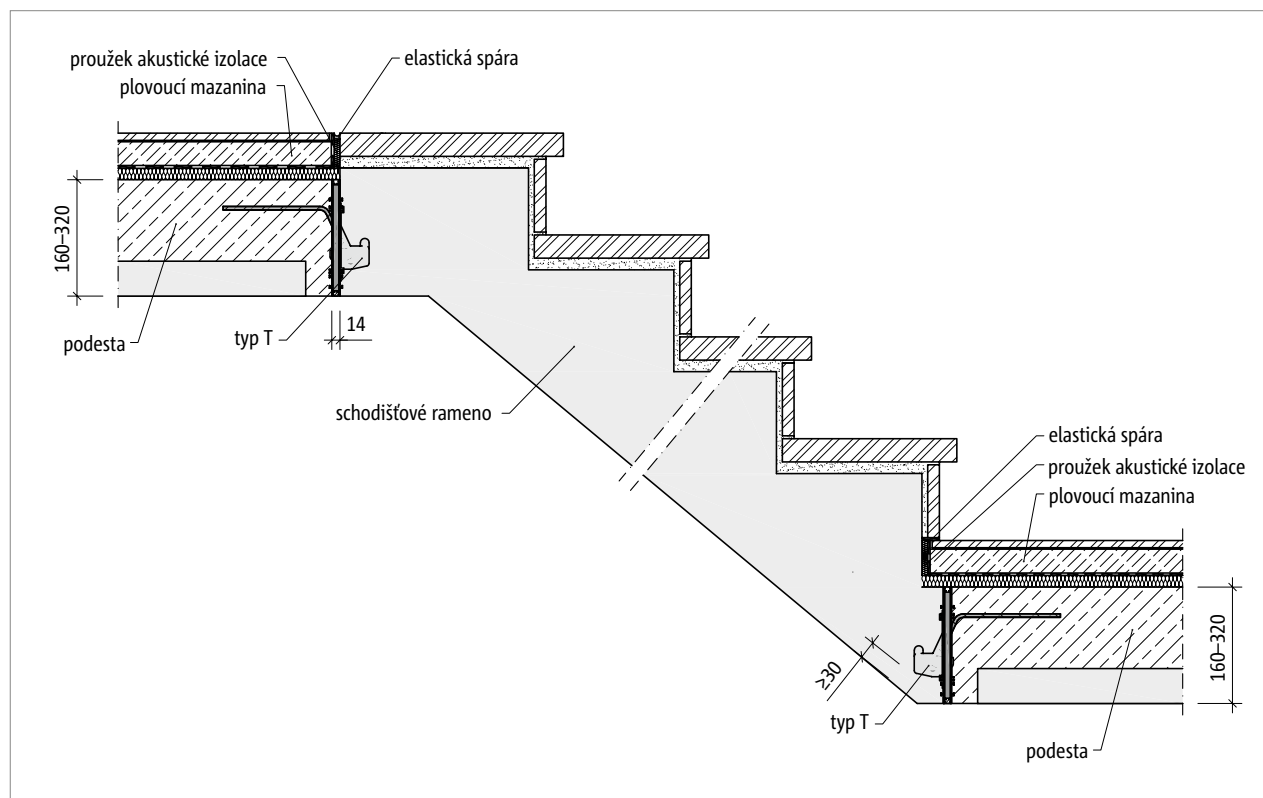 proužek akustické izolace
elastická spára
plovoucí mazanina
160–320
podesta
typ T
14
schodišťové rameno
elastická spára
proužek akustické izolace
plovoucí mazanina
≥30
typ T
160–320
podesta